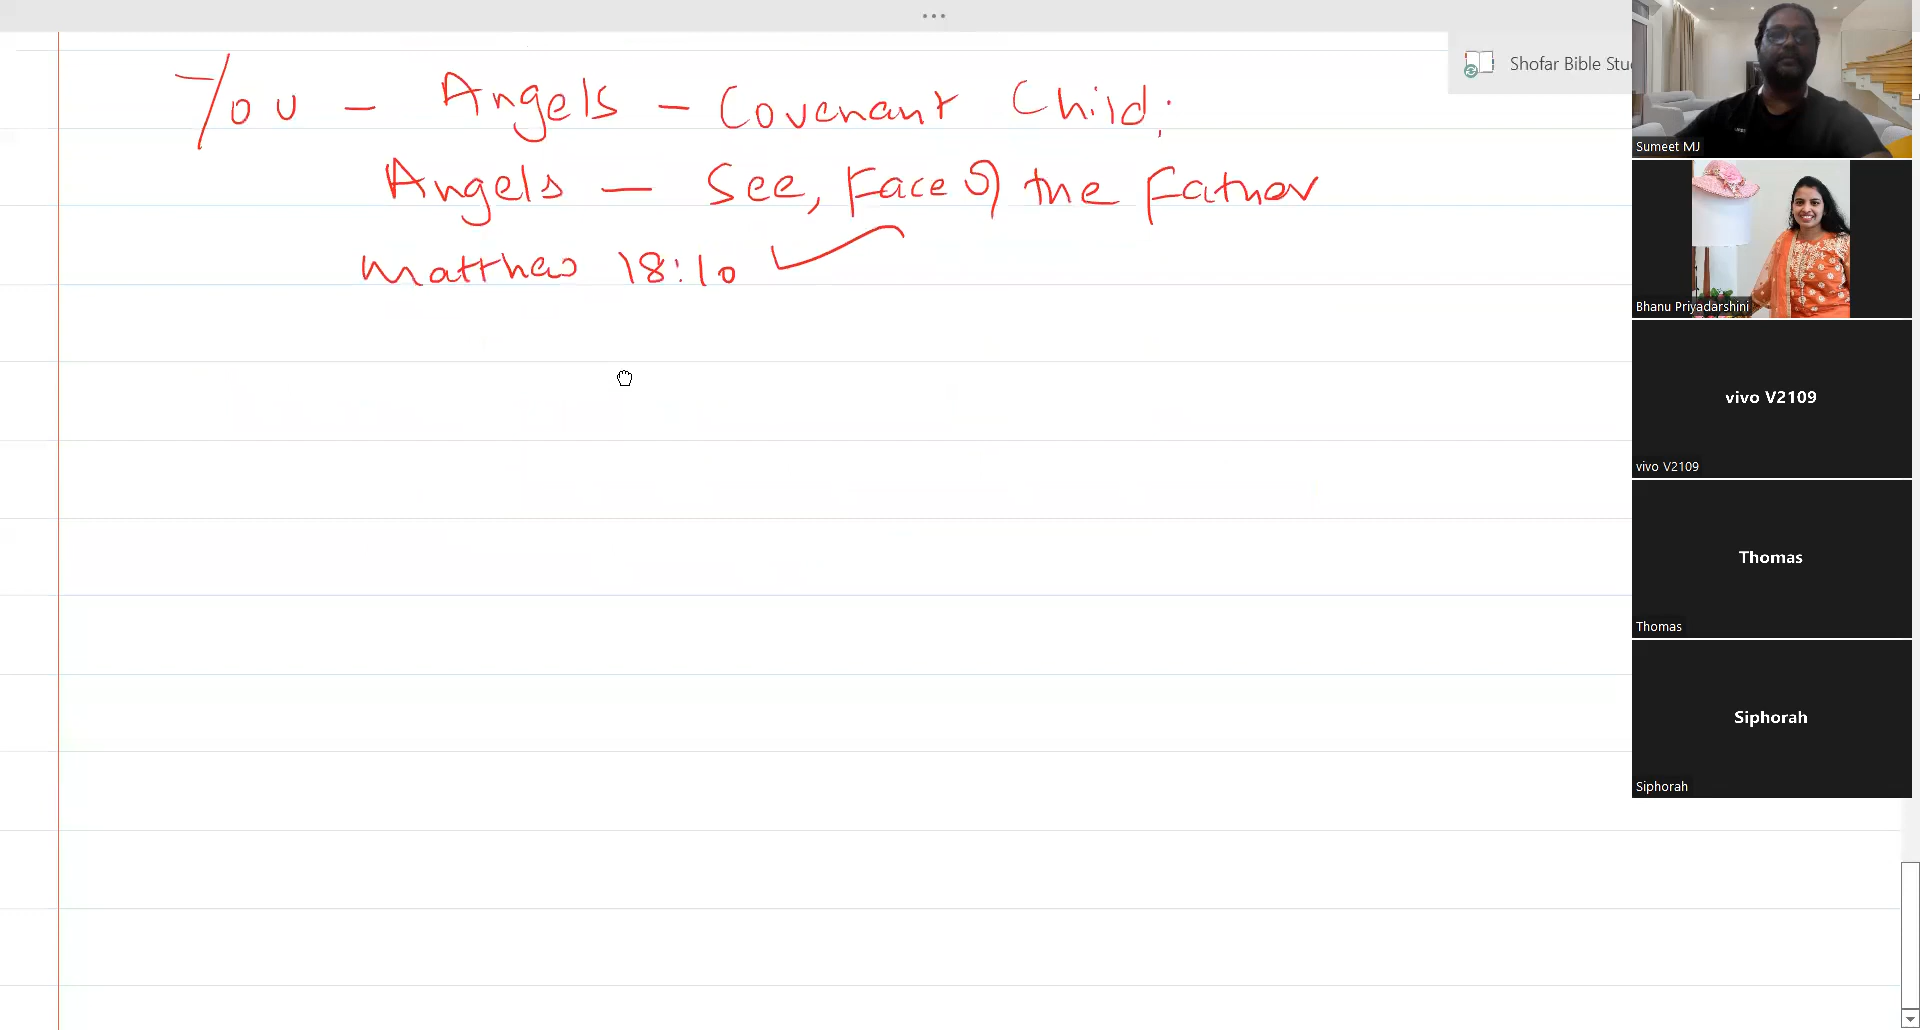 You - Angels - Covenant Child;
Angels - See, Face of the Father
Matthew 18:10
Shofar Bible Stu
Sumeet MJ
Bhanu Priyadarshini
vivo V2109
vivo V2109
Thomas
Thomas
Siphorah
Siphorah